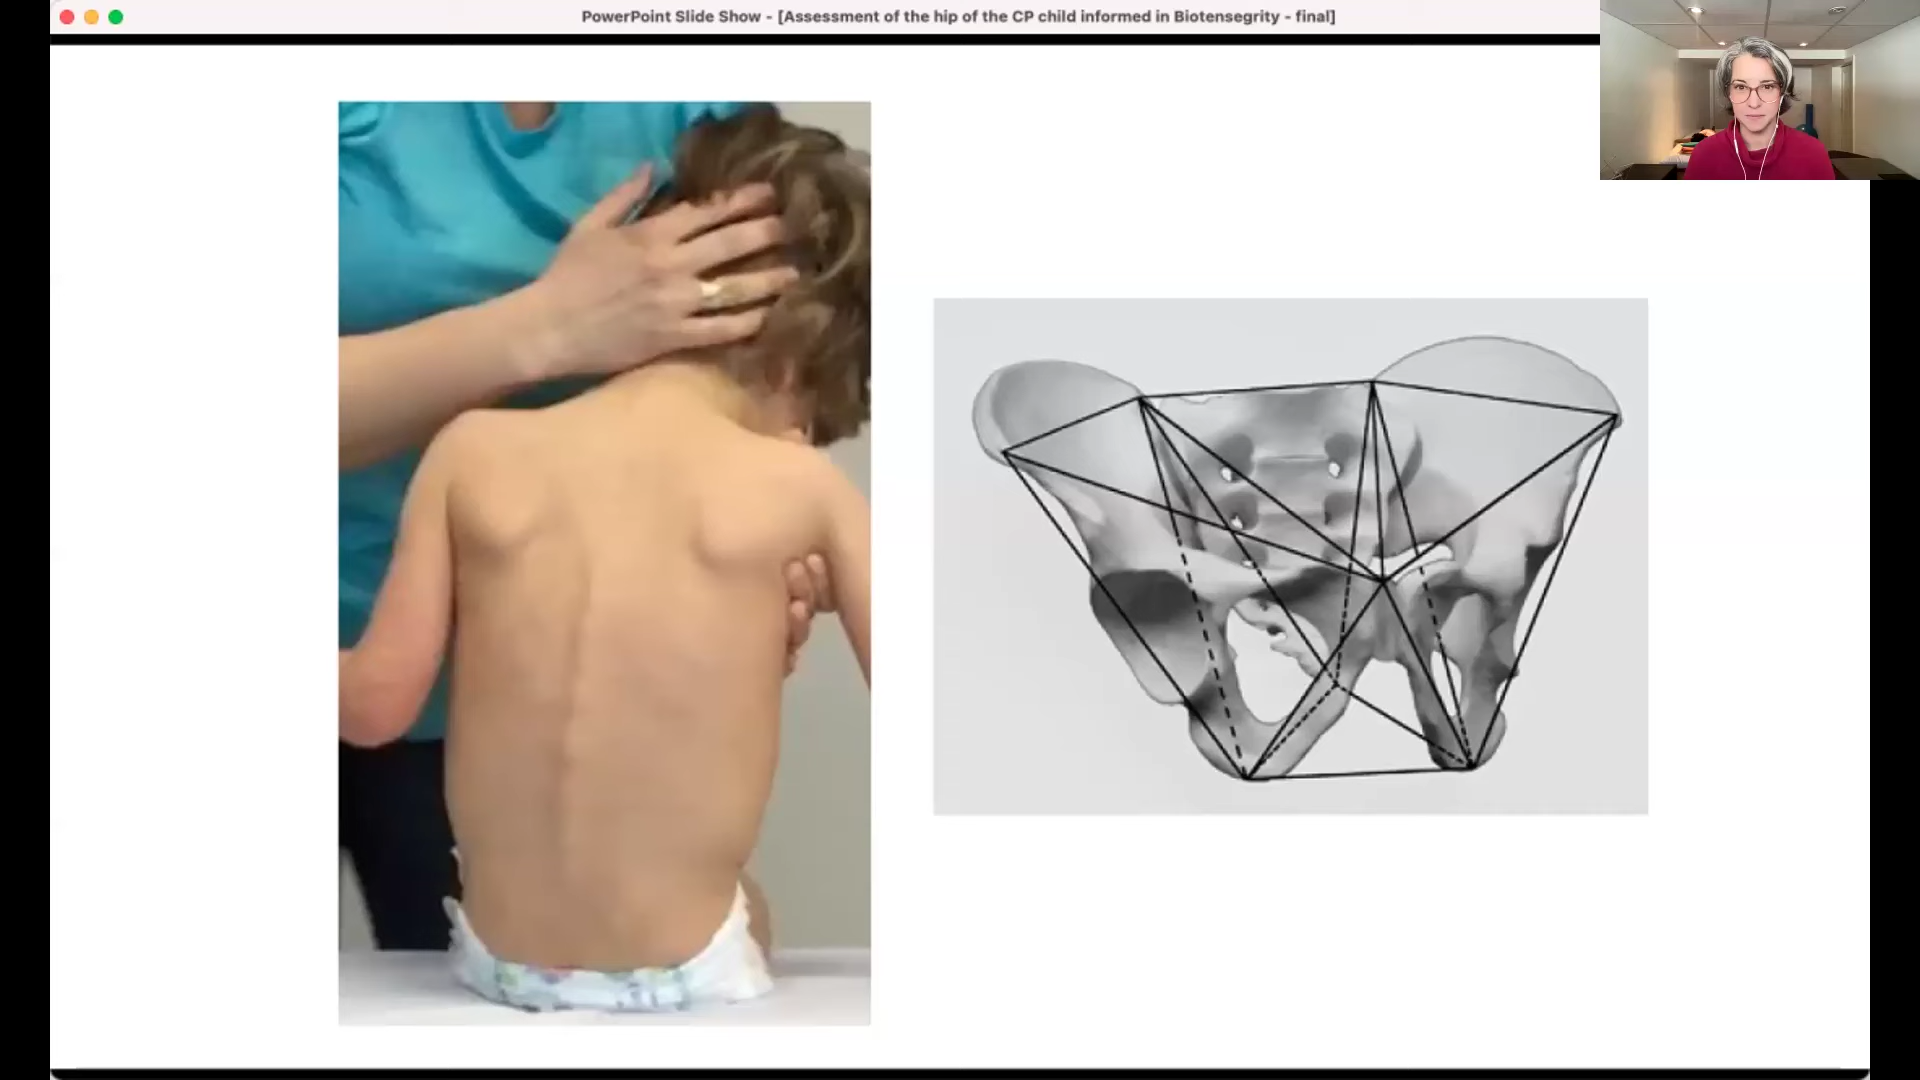 PowerPoint Slide Show - [Assessment of the hip of the CP child informed in Biotensegrity - final]